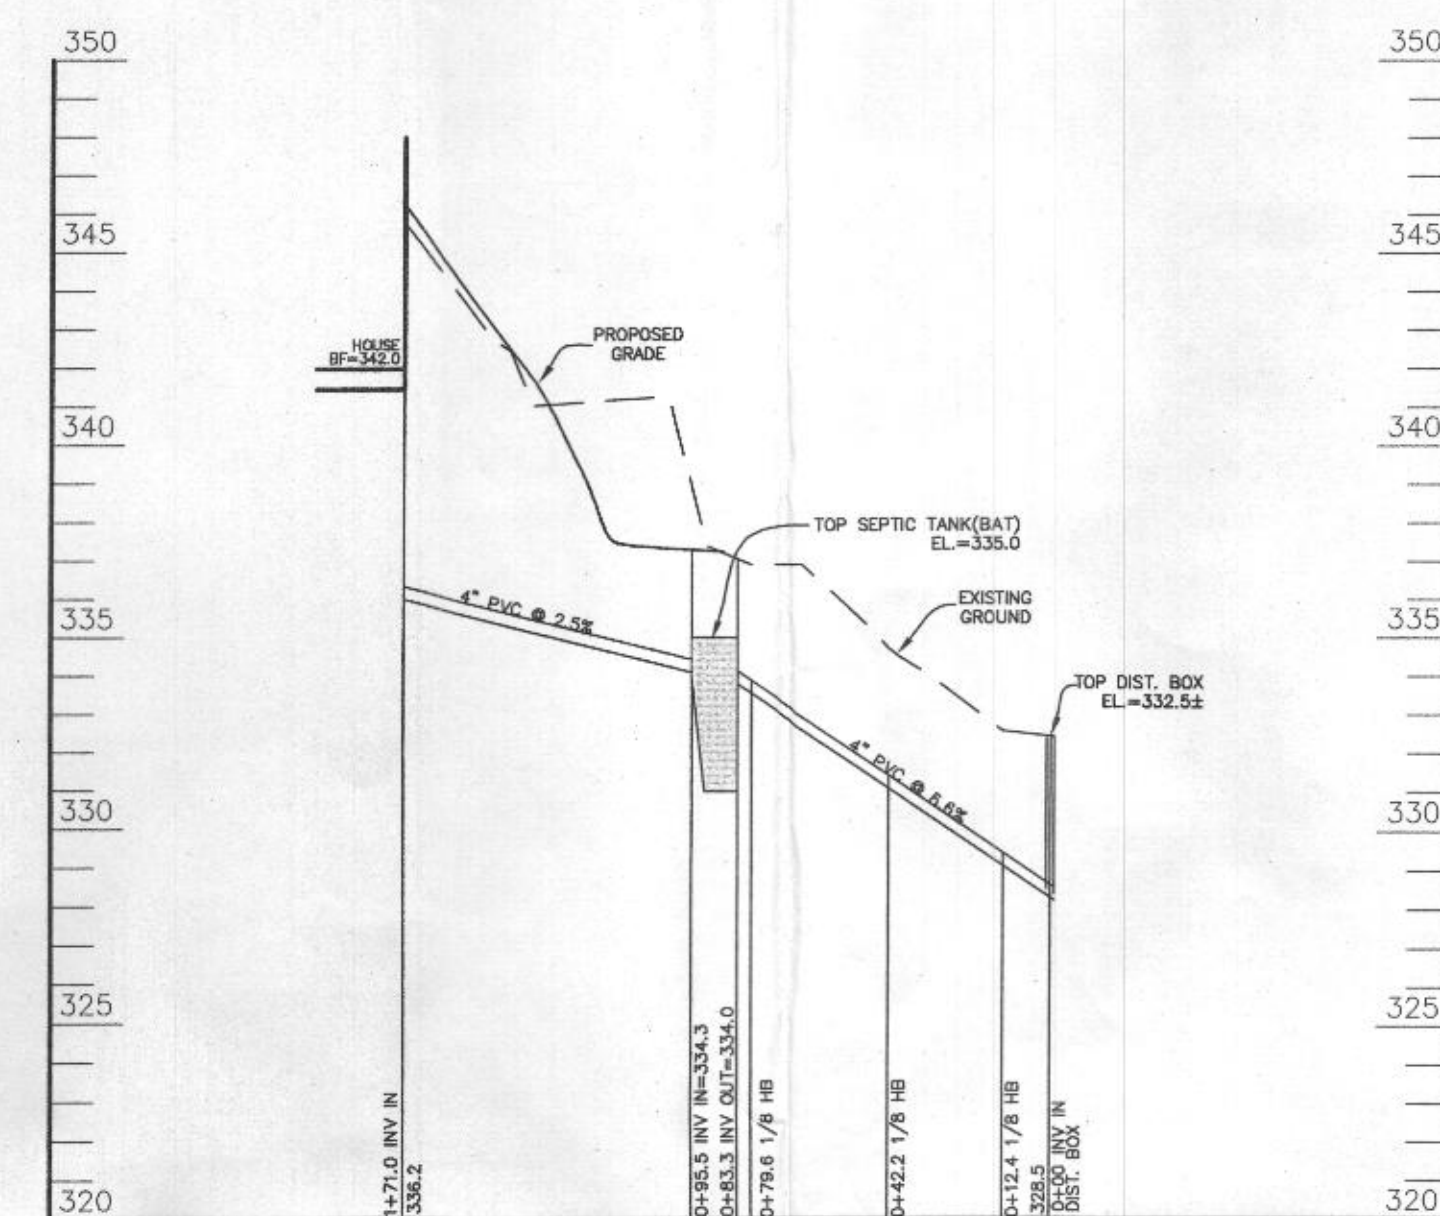 350
350
345
345
HOUSE
BF=342.0
PROPOSED
GRADE
340
340
TOP SEPTIC TANK(BAT)
EL.=335.0
335
335
4" PVC @ 2.5%
EXISTING
GROUND
TOP DIST. BOX
EL.=332.5±
4" PVC @ 5.6%
330
330
325
325
320
320
1+71.0 INV IN
336.2
0+95.5 INV IN=334.3
0+83.3 INV OUT=334.0
0+79.6 1/8 HB
0+42.2 1/8 HB
0+12.4 1/8 HB
328.5
0+00 INV IN
DIST. BOX